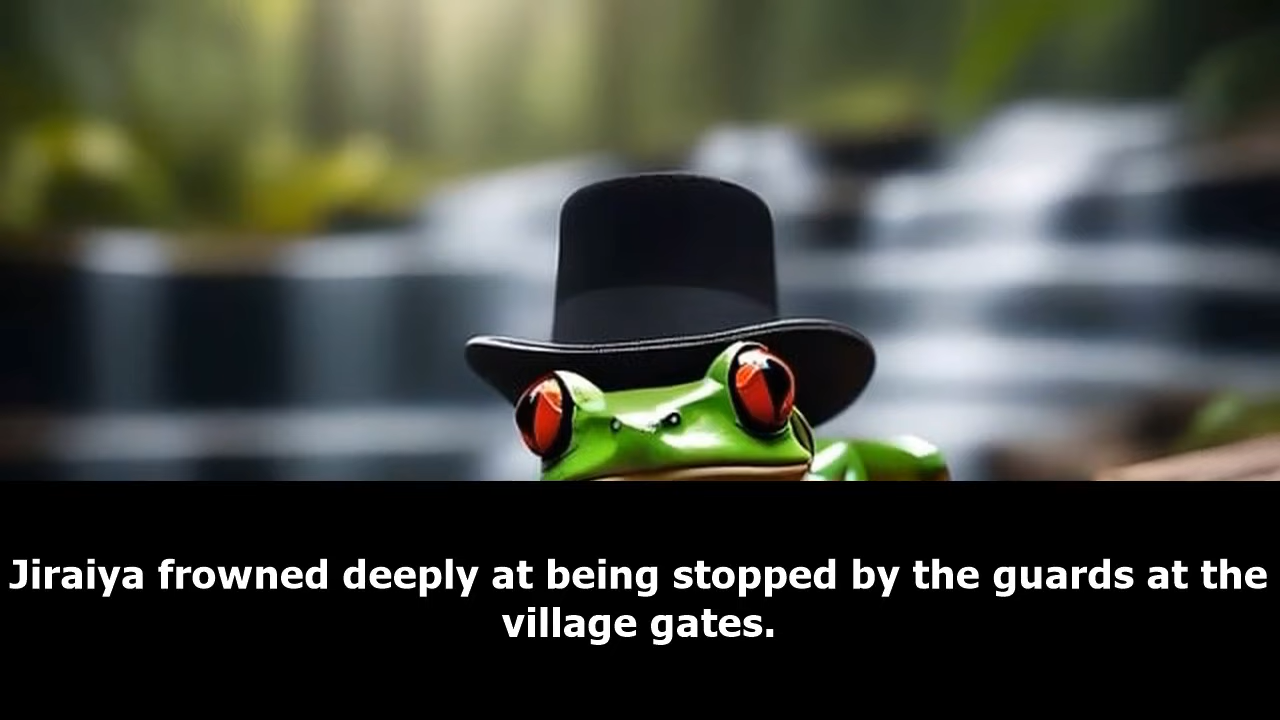 Jiraiya frowned deeply at being stopped by the guards at the
village gates.